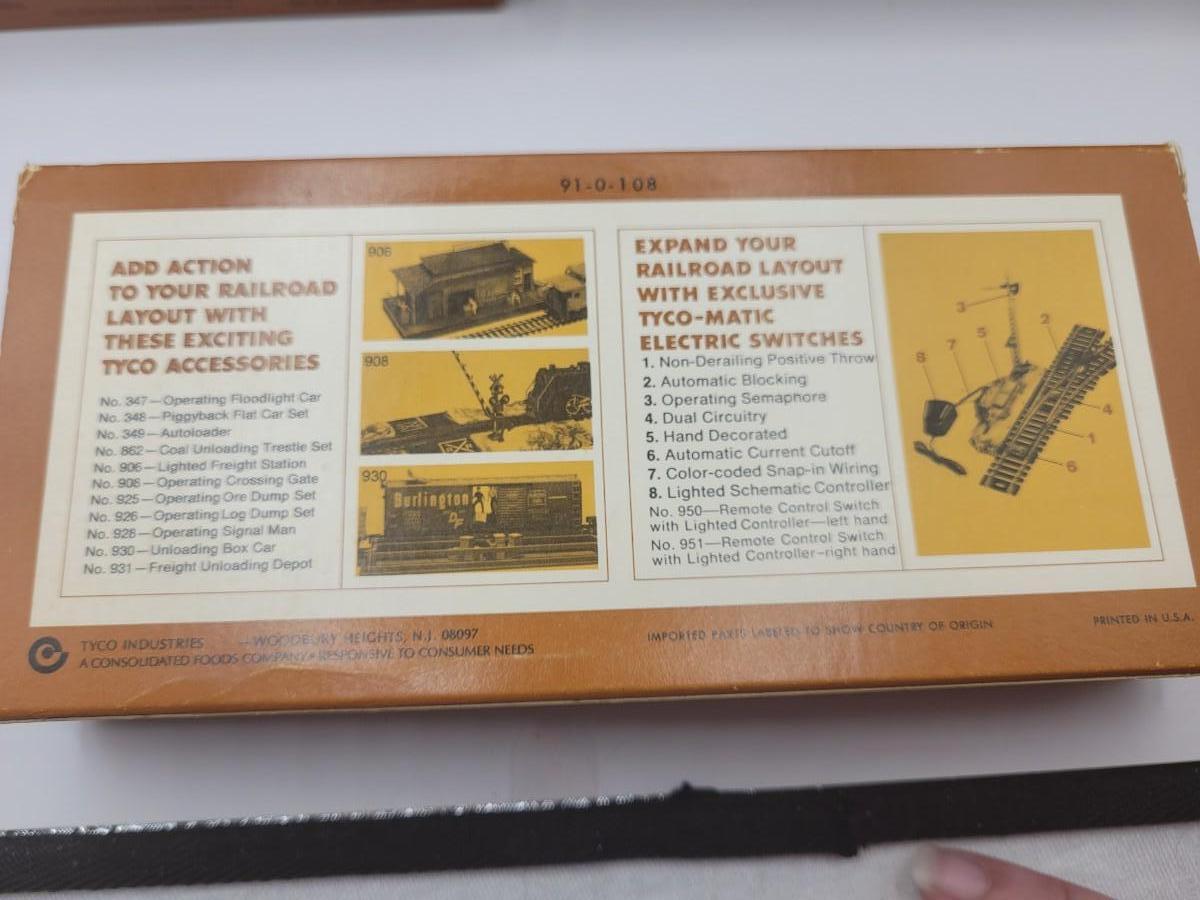 91-0-108
ADD ACTION
TO YOUR RAILROAD
LAYOUT WITH
THESE EXCITING
TYCO ACCESSORIES
No. 347—Operating Floodlight Car
No. 348—Piggyback Flat Car Set
No. 349—Autoloader
No. 862—Coal Unloading Trestle Set
No. 906—Lighted Freight Station
No. 908—Operating Crossing Gate
No. 925—Operating Ore Dump Set
No. 926—Operating Log Dump Set
No. 928—Operating Signal Man
No. 930—Unloading Box Car
No. 931—Freight Unloading Depot
906
908
930
Burlington
EXPAND YOUR
RAILROAD LAYOUT
WITH EXCLUSIVE
TYCO-MATIC
ELECTRIC SWITCHES
1. Non-Derailing Positive Throw
2. Automatic Blocking
3. Operating Semaphore
4. Dual Circuitry
5. Hand Decorated
6. Automatic Current Cutoff
7. Color-coded Snap-in Wiring
8. Lighted Schematic Controller
No. 950—Remote Control Switch
with Lighted Controller—left hand
No. 951—Remote Control Switch
with Lighted Controller—right hand
3
2
5
7
8
4
1
6
TYCO INDUSTRIES —WOODBURY HEIGHTS, N.J. 08097
A CONSOLIDATED FOODS COMPANY • RESPONSIVE TO CONSUMER NEEDS
IMPORTED PARTS LABELED TO SHOW COUNTRY OF ORIGIN
PRINTED IN U.S.A.